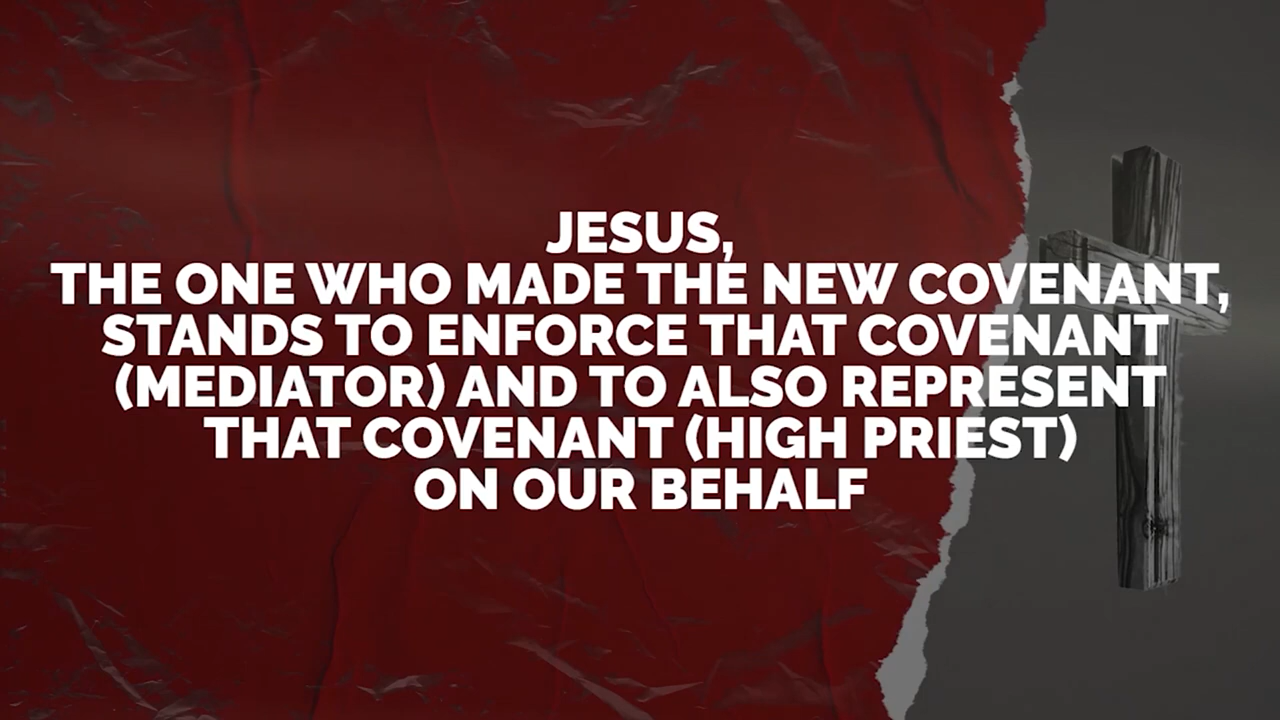 JESUS,
THE ONE WHO MADE THE NEW COVENANT,
STANDS TO ENFORCE THAT COVENANT
(MEDIATOR) AND TO ALSO REPRESENT
THAT COVENANT (HIGH PRIEST)
ON OUR BEHALF